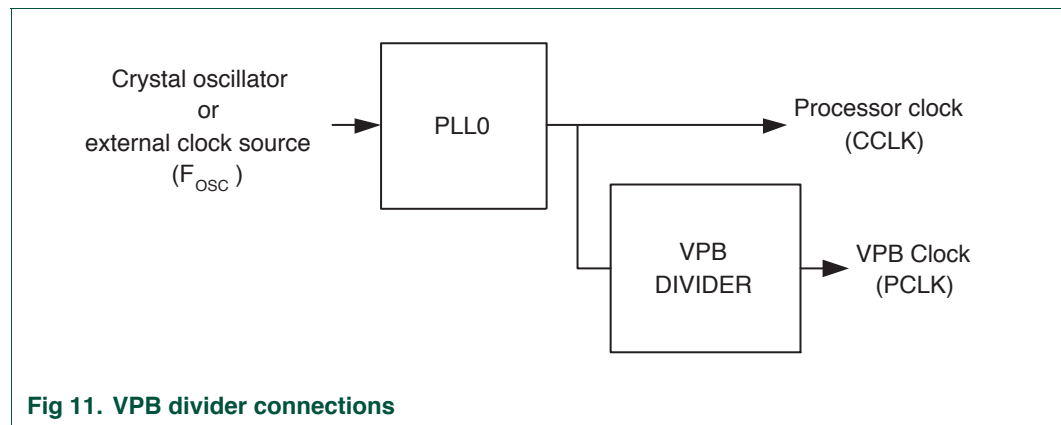 Crystal oscillator
or
external clock source
(FOSC )
PLL0
Processor clock
(CCLK)
VPB
DIVIDER
VPB Clock
(PCLK)
Fig 11. VPB divider connections